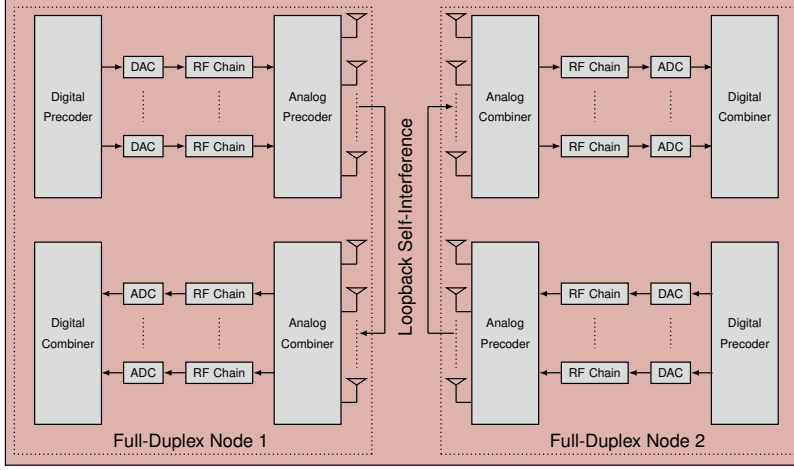 Digital
Precoder
DAC
RF Chain
DAC
RF Chain
Analog
Precoder
Digital
Combiner
ADC
RF Chain
ADC
RF Chain
Analog
Combiner
Full-Duplex Node 1
Loopback Self-Interference
Analog
Combiner
RF Chain
ADC
RF Chain
ADC
Digital
Combiner
Analog
Precoder
RF Chain
DAC
RF Chain
DAC
Digital
Precoder
Full-Duplex Node 2